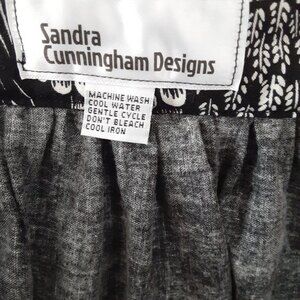 Sandra
Cunningham Designs
MACHINE WASH
COOL WATER
GENTLE CYCLE
DON'T BLEACH
COOL IRON